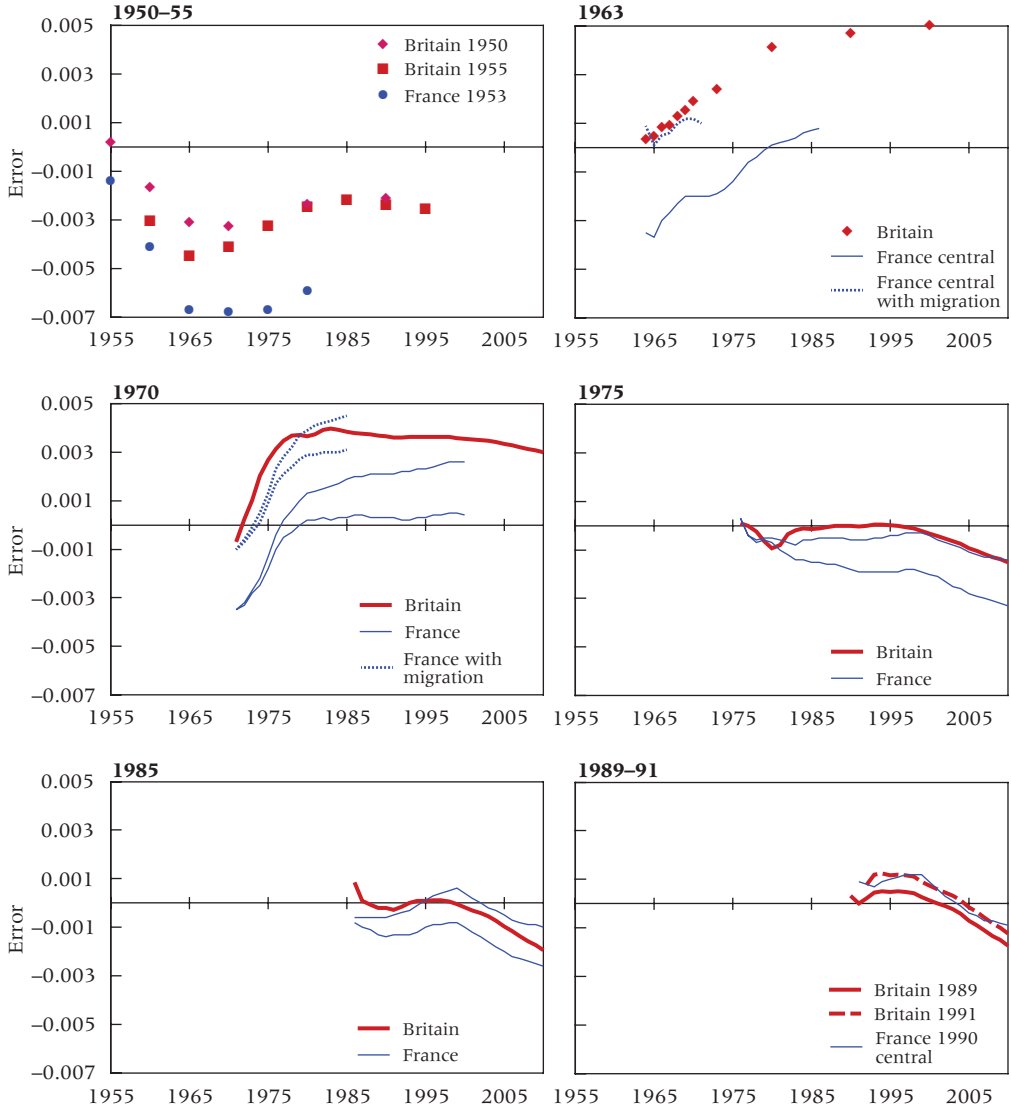 1950–55
0.005
0.003
0.001
–0.001
–0.003
–0.005
–0.007
Error
Britain 1950
Britain 1955
France 1953
1955 1965 1975 1985 1995 2005
1963
Britain
France central
France central
with migration
1955 1965 1975 1985 1995 2005
1970
0.005
0.003
0.001
–0.001
–0.003
–0.005
–0.007
Error
Britain
France
France with
migration
1955 1965 1975 1985 1995 2005
1975
Britain
France
1955 1965 1975 1985 1995 2005
1985
0.005
0.003
0.001
–0.001
–0.003
–0.001
–0.007
Error
Britain
France
1955 1965 1975 1985 1995 2005
1989–91
Britain 1989
Britain 1991
France 1990
central
1955 1965 1975 1985 1995 2005